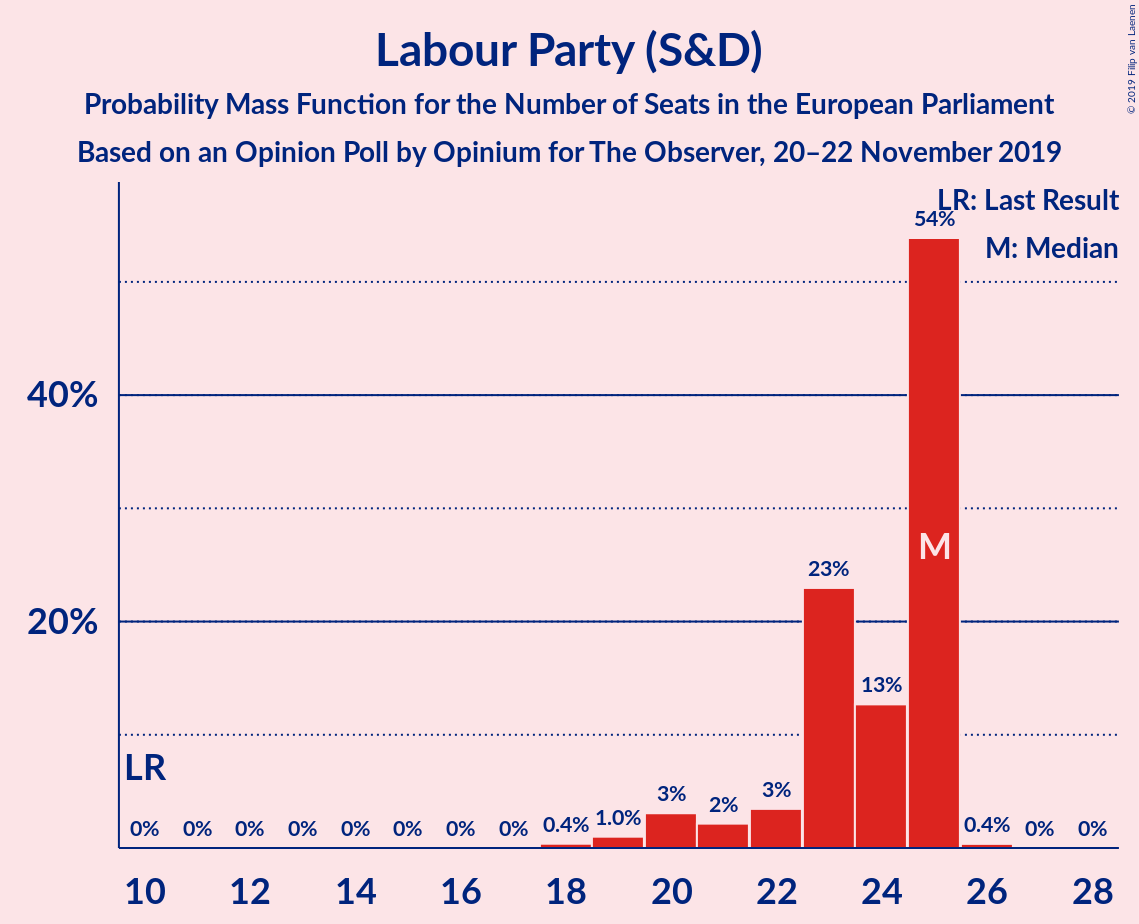 Labour Party (S&D)
Probability Mass Function for the Number of Seats in the European Parliament
Based on an Opinion Poll by Opinium for The Observer, 20–22 November 2019
© 2019 Filip van Laenen
LR: Last Result
M: Median
54%
40%
M
23%
20%
13%
LR
0% 0% 0% 0% 0% 0% 0% 0% 0.4% 1.0% 3% 2% 3% 0.4% 0% 0%
10 12 14 16 18 20 22 24 26 28